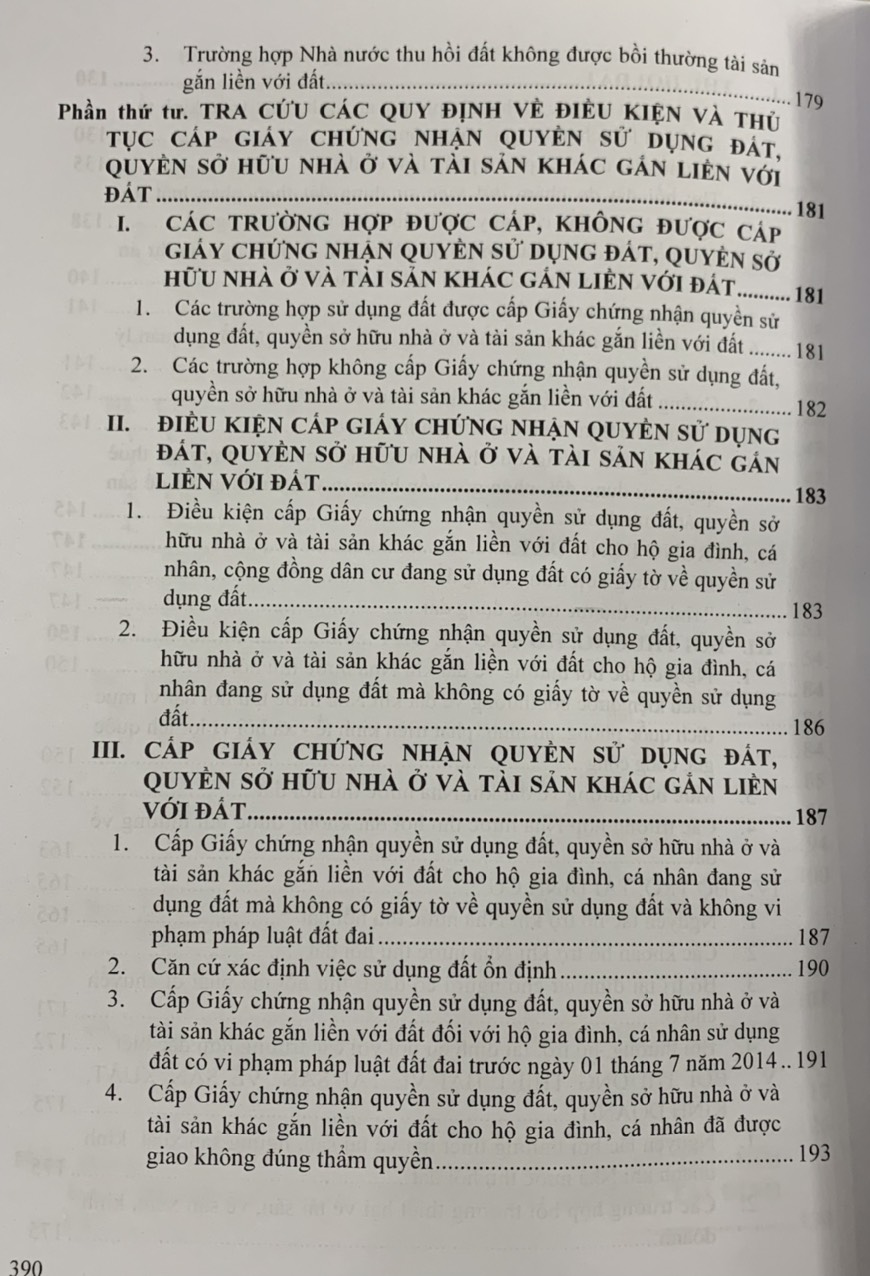 3. Trường hợp Nhà nước thu hồi đất không được bồi thường tài sản
gắn liền với đất.......... 179
Phần thứ tư. TRA CỨU CÁC QUY ĐỊNH VỀ ĐIỀU KIỆN VÀ THỦ
TỤC CẤP GIẤY CHỨNG NHẬN QUYỀN SỬ DỤNG ĐẤT,
QUYỀN SỞ HỮU NHÀ Ở VÀ TÀI SẢN KHÁC GẮN LIỀN VỚI
ĐẤT.......... 181
I. CÁC TRƯỜNG HỢP ĐƯỢC CẤP, KHÔNG ĐƯỢC CẤP
GIẤY CHỨNG NHẬN QUYỀN SỬ DỤNG ĐẤT, QUYỀN SỞ
HỮU NHÀ Ở VÀ TÀI SẢN KHÁC GẮN LIỀN VỚI ĐẤT.......... 181
1. Các trường hợp sử dụng đất được cấp Giấy chứng nhận quyền sử
dụng đất, quyền sở hữu nhà ở và tài sản khác gắn liền với đất ........ 181
2. Các trường hợp không cấp Giấy chứng nhận quyền sử dụng đất,
quyền sở hữu nhà ở và tài sản khác gắn liền với đất .......... 182
II. ĐIỀU KIỆN CẤP GIẤY CHỨNG NHẬN QUYỀN SỬ DỤNG
ĐẤT, QUYỀN SỞ HỮU NHÀ Ở VÀ TÀI SẢN KHÁC GẮN
LIỀN VỚI ĐẤT.......... 183
1. Điều kiện cấp Giấy chứng nhận quyền sử dụng đất, quyền sở
hữu nhà ở và tài sản khác gắn liền với đất cho hộ gia đình, cá
nhân, cộng đồng dân cư đang sử dụng đất có giấy tờ về quyền sử
dụng đất.......... 183
2. Điều kiện cấp Giấy chứng nhận quyền sử dụng đất, quyền sở
hữu nhà ở và tài sản khác gắn liền với đất cho hộ gia đình, cá
nhân đang sử dụng đất mà không có giấy tờ về quyền sử dụng
đất.......... 186
III. CẤP GIẤY CHỨNG NHẬN QUYỀN SỬ DỤNG ĐẤT,
QUYỀN SỞ HỮU NHÀ Ở VÀ TÀI SẢN KHÁC GẮN LIỀN
VỚI ĐẤT.......... 187
1. Cấp Giấy chứng nhận quyền sử dụng đất, quyền sở hữu nhà ở và
tài sản khác gắn liền với đất cho hộ gia đình, cá nhân đang sử
dụng đất mà không có giấy tờ về quyền sử dụng đất và không vi
phạm pháp luật đất đai.......... 187
2. Căn cứ xác định việc sử dụng đất ổn định.......... 190
3. Cấp Giấy chứng nhận quyền sử dụng đất, quyền sở hữu nhà ở và
tài sản khác gắn liền với đất đối với hộ gia đình, cá nhân sử dụng
đất có vi phạm pháp luật đất đai trước ngày 01 tháng 7 năm 2014.. 191
4. Cấp Giấy chứng nhận quyền sử dụng đất, quyền sở hữu nhà ở và
tài sản khác gắn liền với đất cho hộ gia đình, cá nhân đã được
giao không đúng thẩm quyền.......... 193
390